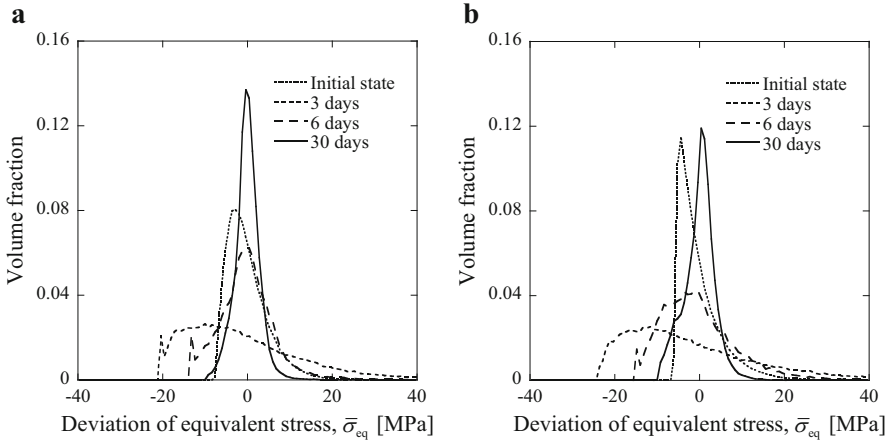 a
0.16
0.12
0.08
0.04
0
Volume fraction
-40
-20
0
20
40
Deviation of equivalent stress, σ̅eq [MPa]
Initial state
3 days
6 days
30 days
b
0.16
0.12
0.08
0.04
0
Volume fraction
-40
-20
0
20
40
Deviation of equivalent stress, σ̅eq [MPa]
Initial state
3 days
6 days
30 days